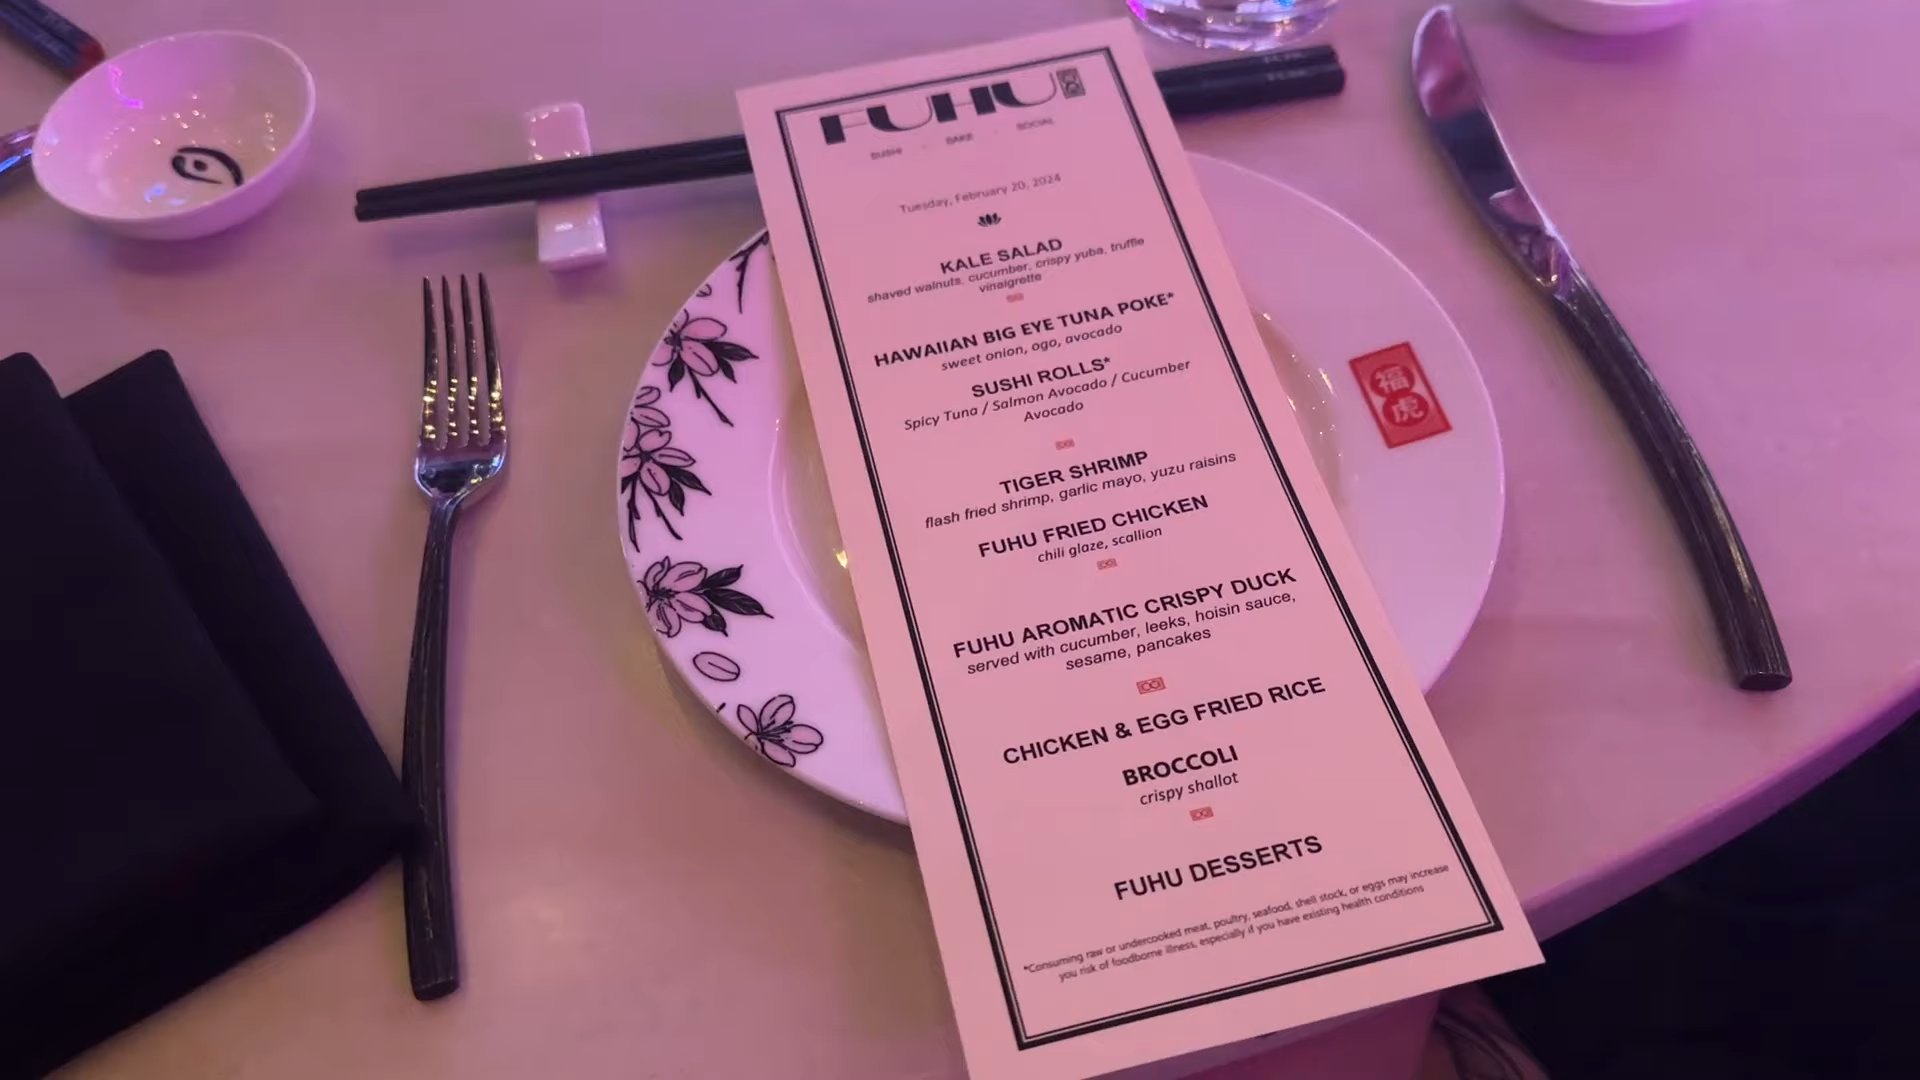 FUHU
SUSHI · BAKE · SOCIAL
Tuesday, February 20, 2024
KALE SALAD
shaved walnuts, cucumber, crispy yuba, truffle
vinaigrette
HAWAIIAN BIG EYE TUNA POKE*
sweet onion, ogo, avocado
SUSHI ROLLS*
Spicy Tuna / Salmon Avocado / Cucumber
Avocado
TIGER SHRIMP
flash fried shrimp, garlic mayo, yuzu raisins
FUHU FRIED CHICKEN
chili glaze, scallion
FUHU AROMATIC CRISPY DUCK
served with cucumber, leeks, hoisin sauce,
sesame, pancakes
CHICKEN & EGG FRIED RICE
BROCCOLI
crispy shallot
FUHU DESSERTS
*Consuming raw or undercooked meat, poultry, seafood, shell stock, or eggs may increase
you risk of foodborne illness, especially if you have existing health conditions
福
虎